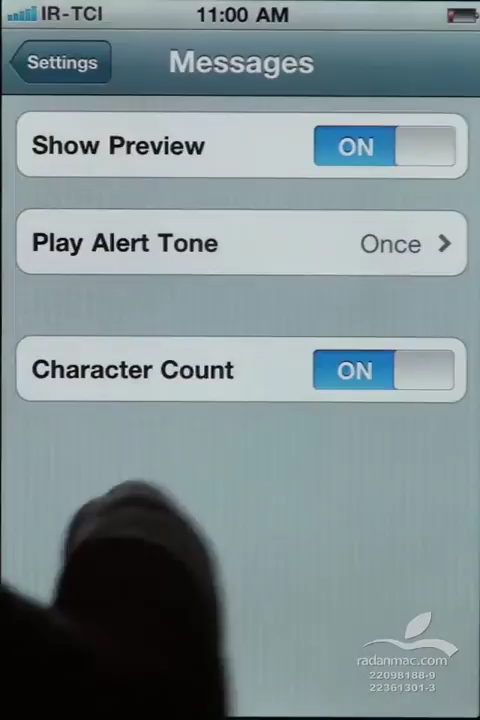 IR-TCI 11:00 AM
Settings Messages
Show Preview ON
Play Alert Tone Once
Character Count ON
radanmac.com
22098188-9
22361301-3